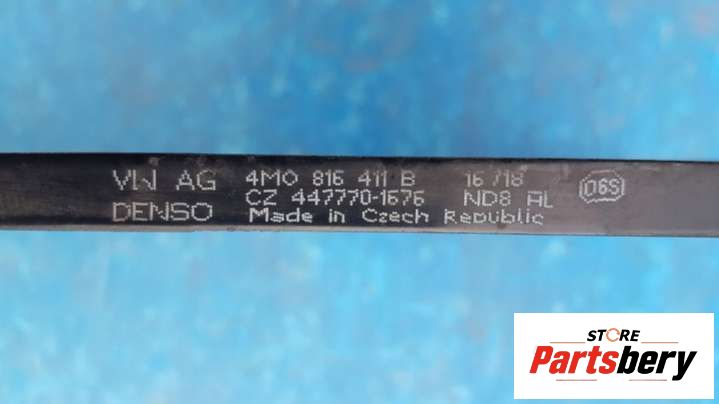 VW AG 4M0 816 411 B 16 718 D6S
DENSO CZ 447770-1676 ND8 AL
Made in Czech Republic
STORE
Partsbery